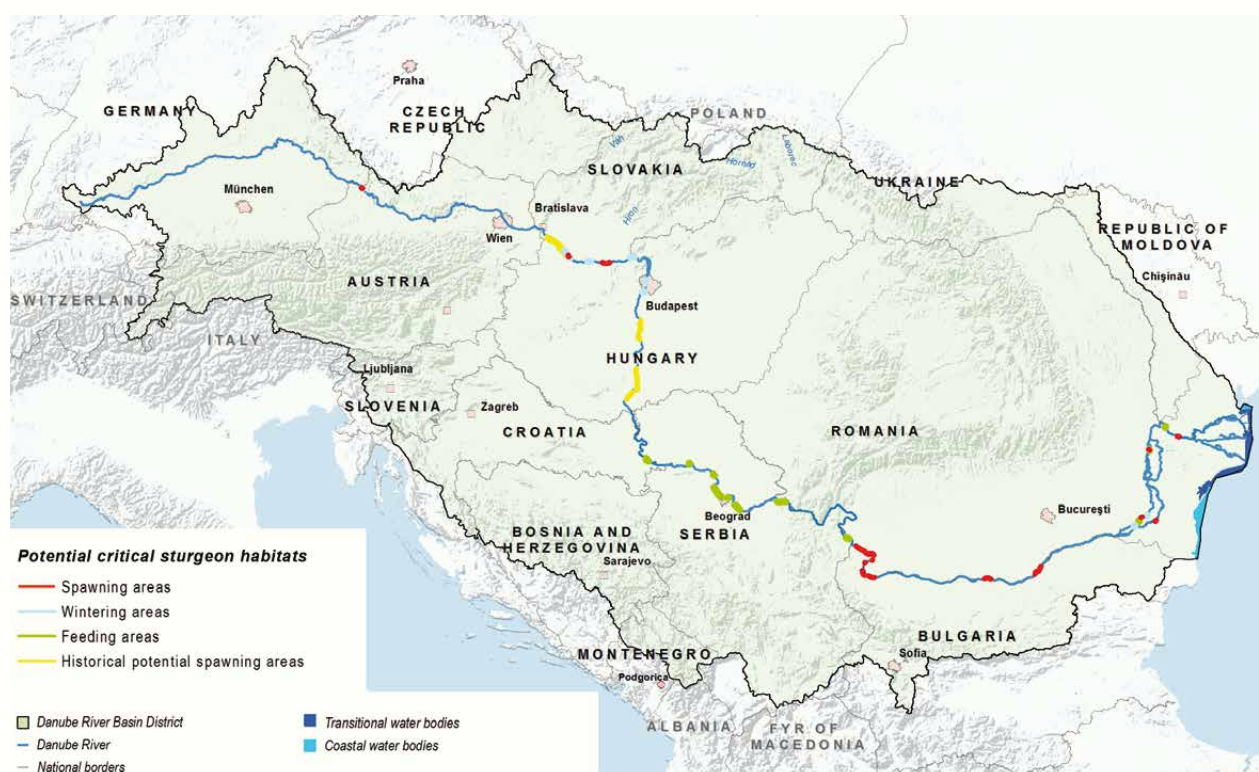 Praha
GERMANY
CZECH
REPUBLIC
POLAND
Váh
Hornád
Laborec
SLOVAKIA
UKRAINE
München
Bratislava
Hron
Wien
REPUBLIC OF
MOLDOVA
Chişinău
AUSTRIA
SWITZERLAND
Budapest
ITALY
HUNGARY
Ljubljana
SLOVENIA
Zagreb
CROATIA
ROMANIA
Beograd
Bucureşti
BOSNIA AND
HERZEGOVINA
SERBIA
Sarajevo
Potential critical sturgeon habitats
Spawning areas
Wintering areas
Feeding areas
Historical potential spawning areas
BULGARIA
Sofia
MONTENEGRO
Podgorica
ALBANIA
FYR OF
MACEDONIA
Danube River Basin District
Danube River
National borders
Transitional water bodies
Coastal water bodies